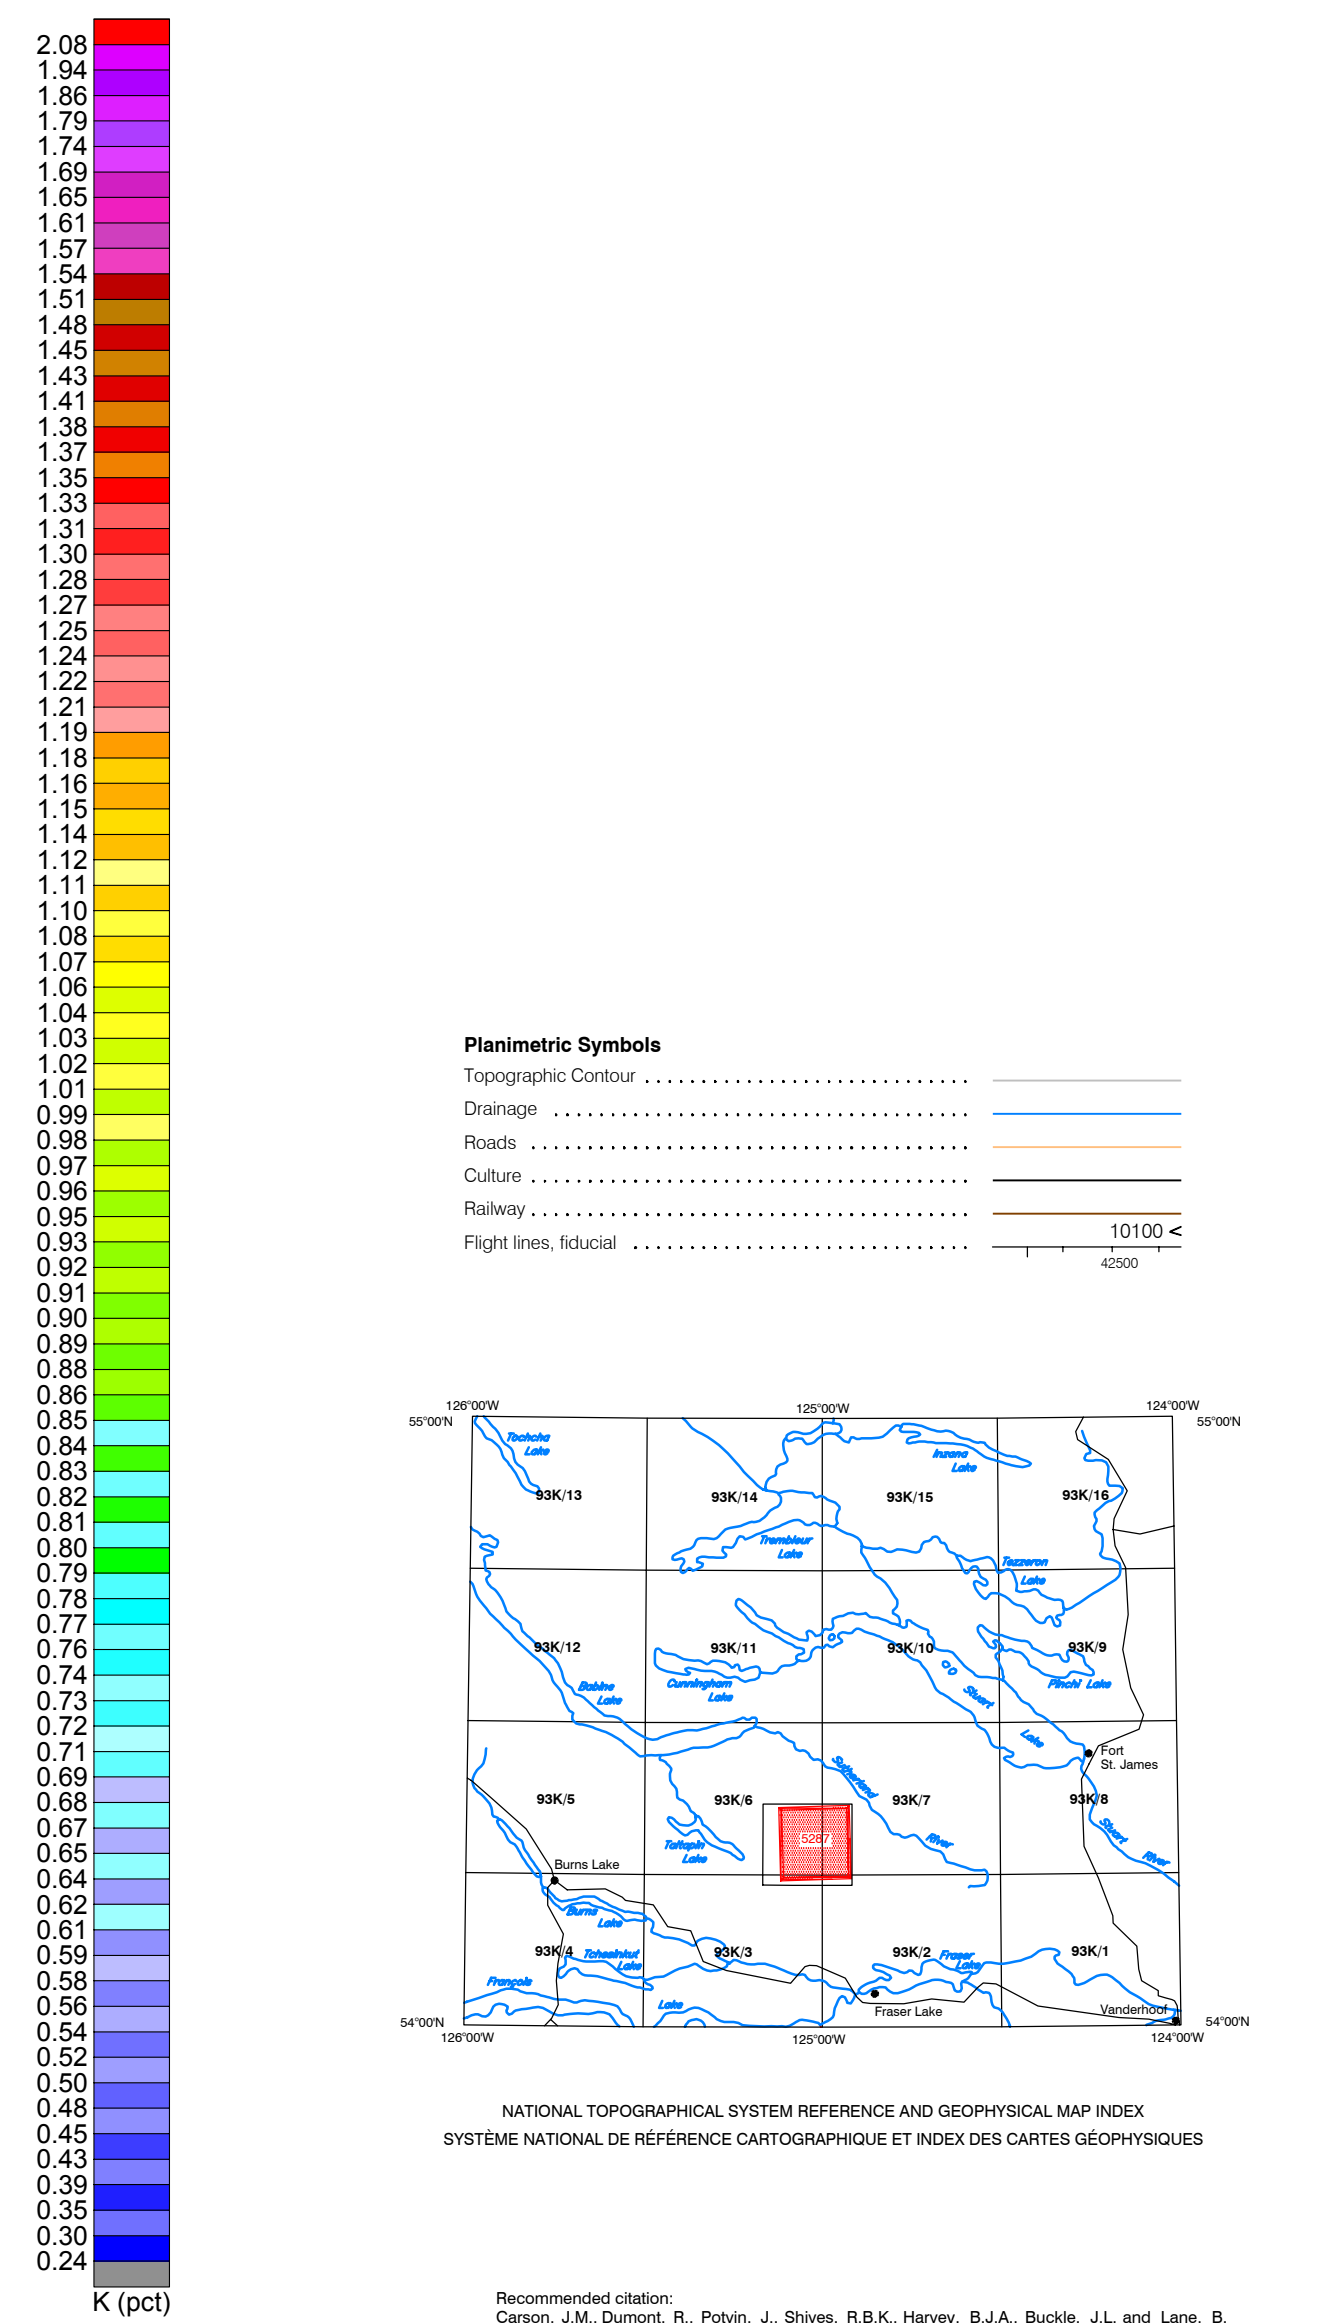 2.08
1.94
1.86
1.79
1.74
1.69
1.65
1.61
1.57
1.54
1.51
1.48
1.45
1.43
1.41
1.38
1.37
1.35
1.33
1.31
1.30
1.28
1.27
1.25
1.24
1.22
1.21
1.19
1.18
1.16
1.15
1.14
1.12
1.11
1.10
1.08
1.07
1.06
1.04
1.03
1.02
1.01
0.99
0.98
0.97
0.96
0.95
0.93
0.92
0.91
0.90
0.89
0.88
0.86
0.85
0.84
0.83
0.82
0.81
0.80
0.79
0.78
0.77
0.76
0.74
0.73
0.72
0.71
0.69
0.68
0.67
0.65
0.64
0.62
0.61
0.59
0.58
0.56
0.54
0.52
0.50
0.48
0.45
0.43
0.39
0.35
0.30
0.24
K (pct)
Planimetric Symbols
Topographic Contour
Drainage
Roads
Culture
Railway
Flight lines, fiducial
10100 <
42500
126°00'W
125°00'W
124°00'W
55°00'N
55°00'N
Tochcha
Lake
Inzana
Lake
93K/13
93K/14
93K/15
93K/16
Trembleur
Lake
Tezzeron
Lake
93K/12
93K/11
93K/10
93K/9
Cunningham
Lake
Pinchi Lake
Babine
Lake
Stuart
Lake
Fort
St. James
Sutherland
River
93K/5
93K/6
93K/7
93K/8
5287
Taltapin
Lake
Stuart
River
Burns Lake
Burns
Lake
93K/4
Tchesinkut
Lake
93K/3
93K/2
Fraser
Lake
93K/1
François
Lake
Fraser Lake
Vanderhoof
54°00'N
54°00'N
126°00'W
125°00'W
124°00'W
NATIONAL TOPOGRAPHICAL SYSTEM REFERENCE AND GEOPHYSICAL MAP INDEX
SYSTÈME NATIONAL DE RÉFÉRENCE CARTOGRAPHIQUE ET INDEX DES CARTES GÉOPHYSIQUES
Recommended citation:
Carson, J.M., Dumont, R., Potvin, J., Shives, R.B.K., Harvey, B.J.A., Buckle, J.L. and Lane, B.